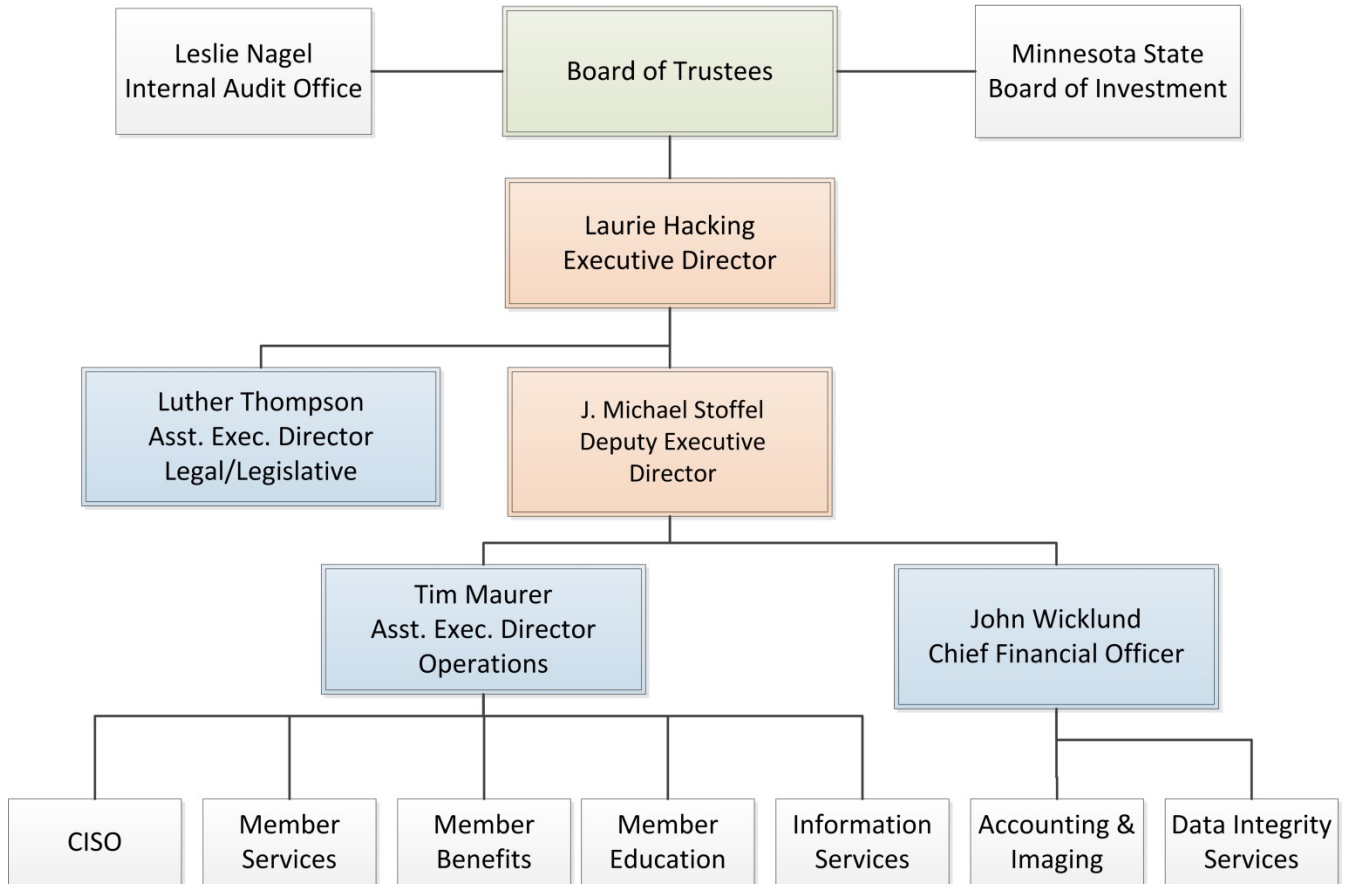 Leslie Nagel
Internal Audit Office
Board of Trustees
Minnesota State
Board of Investment
Laurie Hacking
Executive Director
Luther Thompson
Asst. Exec. Director
Legal/Legislative
J. Michael Stoffel
Deputy Executive
Director
Tim Maurer
Asst. Exec. Director
Operations
John Wicklund
Chief Financial Officer
CISO
Member
Services
Member
Benefits
Member
Education
Information
Services
Accounting &
Imaging
Data Integrity
Services